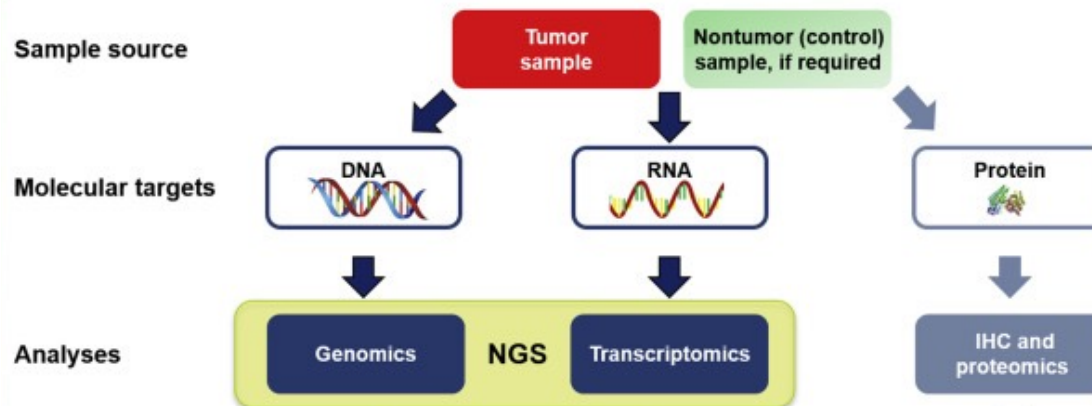 Sample source
Tumor
sample
Nontumor (control)
sample, if required
Molecular targets
DNA
RNA
Protein
Analyses
Genomics
NGS
Transcriptomics
IHC and
proteomics